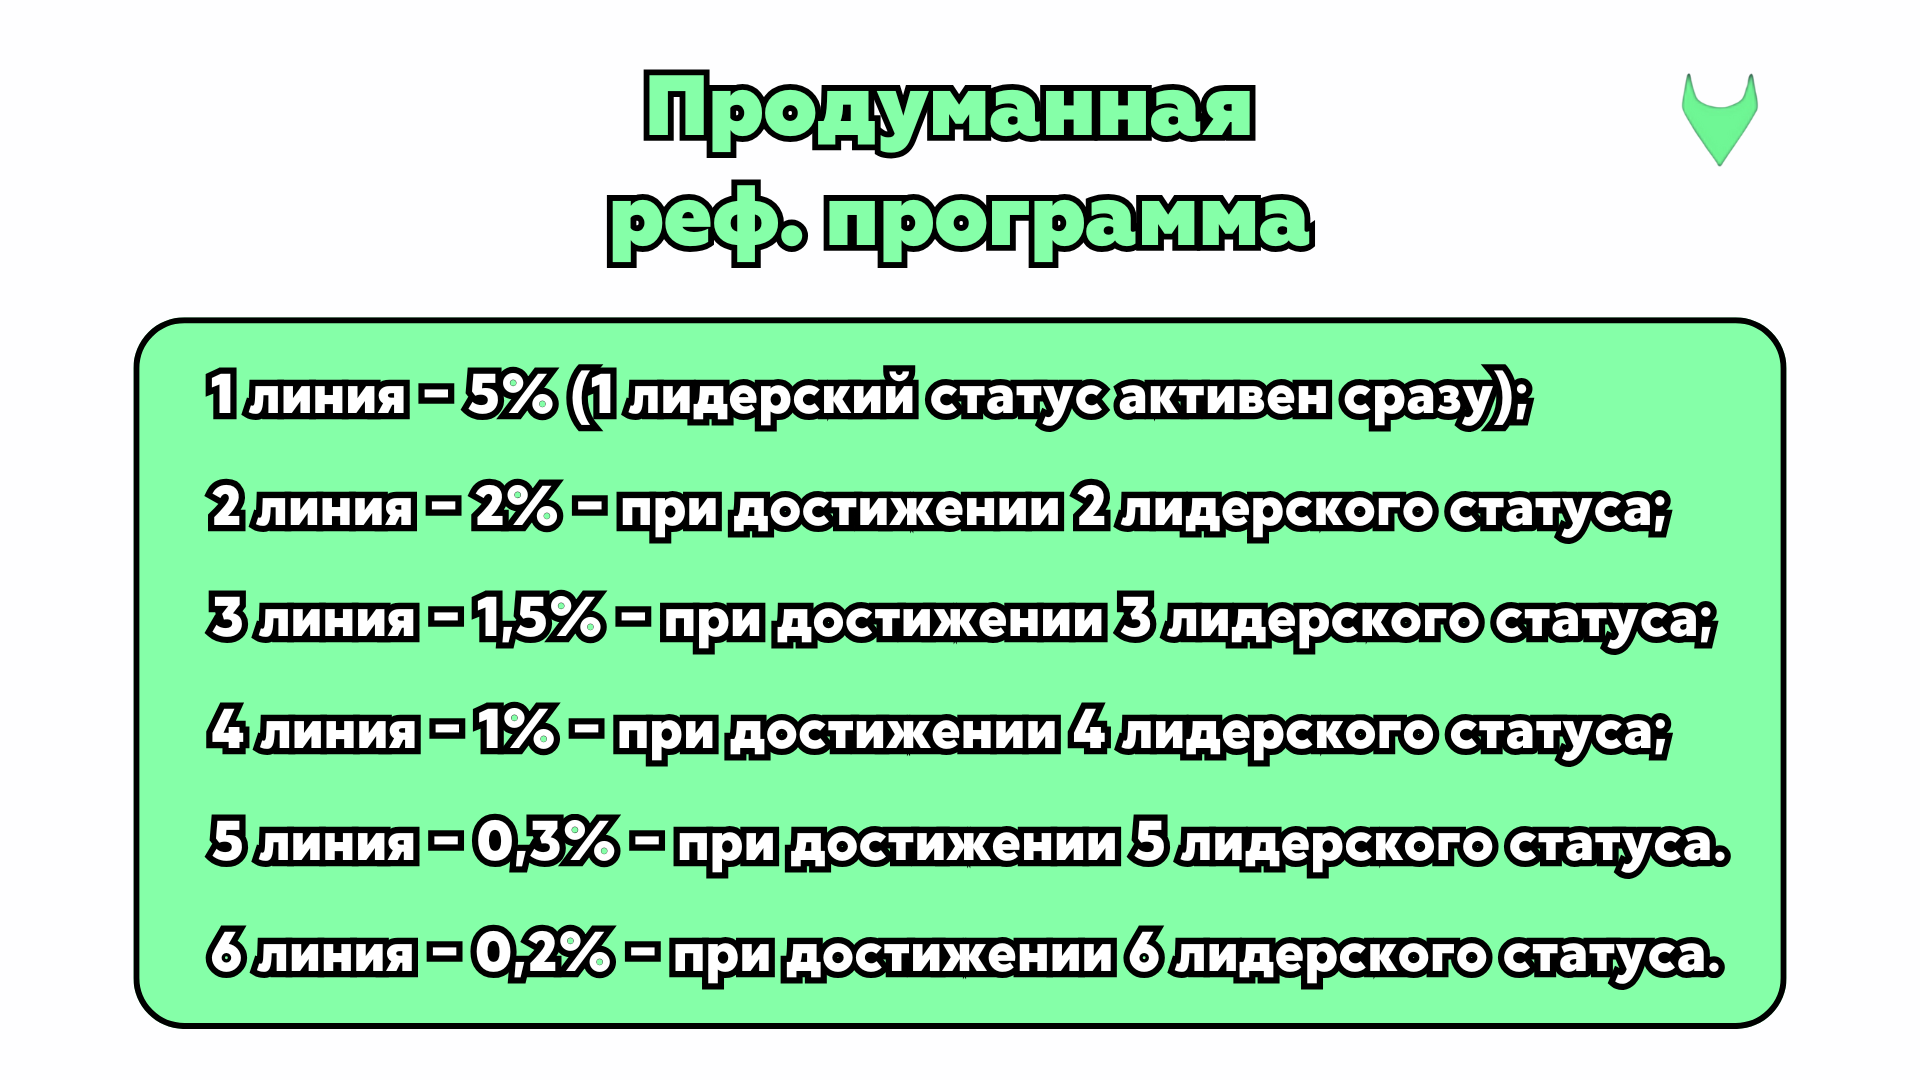 Продуманная
реф. программа
1 линия – 5% (1 лидерский статус активен сразу);
2 линия – 2% – при достижении 2 лидерского статуса;
3 линия – 1,5% – при достижении 3 лидерского статуса;
4 линия – 1% – при достижении 4 лидерского статуса;
5 линия – 0,3% – при достижении 5 лидерского статуса.
6 линия – 0,2% – при достижении 6 лидерского статуса.